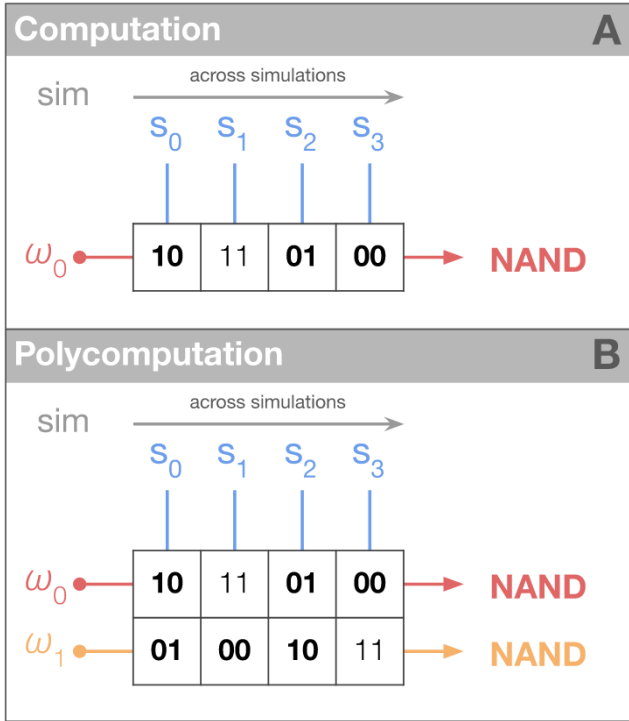 Computation A
across simulations
sim
S0 S1 S2 S3
ω0 10 11 01 00 NAND
Polycomputation B
across simulations
sim
S0 S1 S2 S3
ω0 10 11 01 00 NAND
ω1 01 00 10 11 NAND